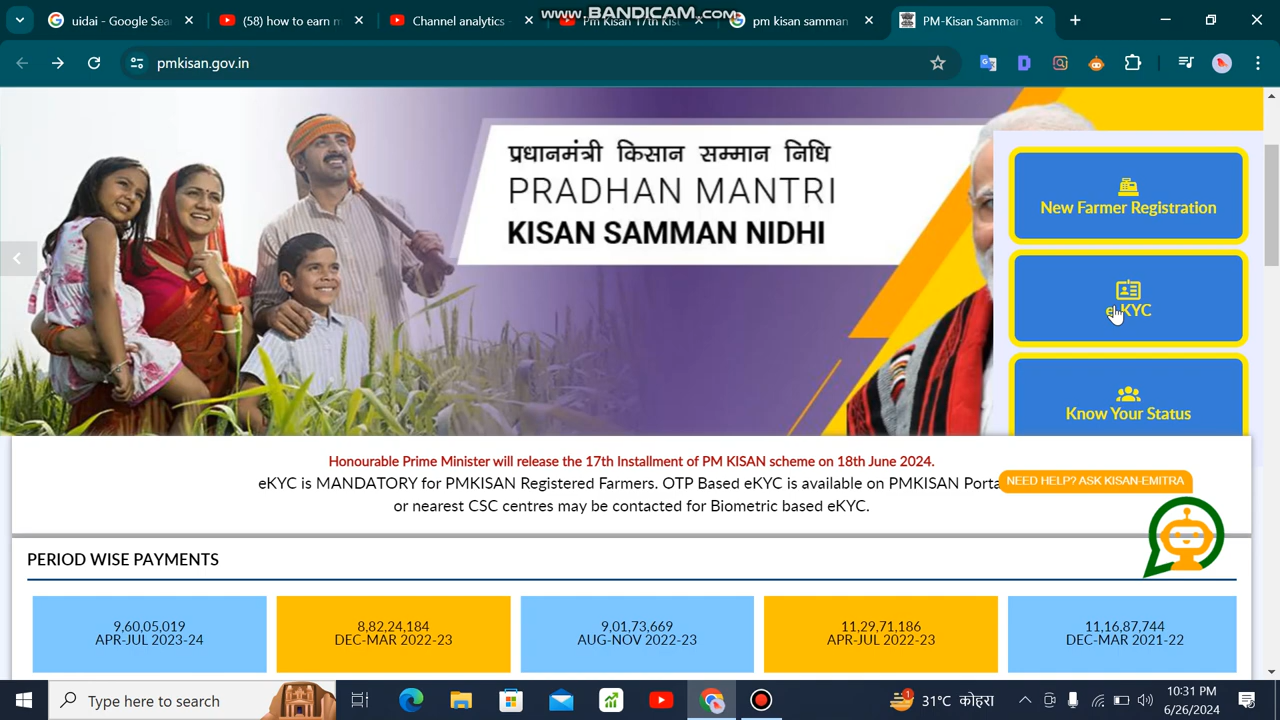 www.BANDICAM.com
uidai - Google Sea
(58) how to earn m
Channel analytics -
Pm Kisan 17th Kist
pm kisan samman
PM-Kisan Samman
pmkisan.gov.in
प्रधानमंत्री किसान सम्मान निधि
PRADHAN MANTRI
KISAN SAMMAN NIDHI
New Farmer Registration
eKYC
Know Your Status
Honourable Prime Minister will release the 17th Installment of PM KISAN scheme on 18th June 2024.
eKYC is MANDATORY for PMKISAN Registered Farmers. OTP Based eKYC is available on PMKISAN Porta
or nearest CSC centres may be contacted for Biometric based eKYC.
NEED HELP? ASK KISAN-EMITRA
PERIOD WISE PAYMENTS
9,60,05,019
APR-JUL 2023-24
8,82,24,184
DEC-MAR 2022-23
9,01,73,669
AUG-NOV 2022-23
11,29,71,186
APR-JUL 2022-23
11,16,87,744
DEC-MAR 2021-22
Type here to search
1
31°C कोहरा
10:31 PM
6/26/2024